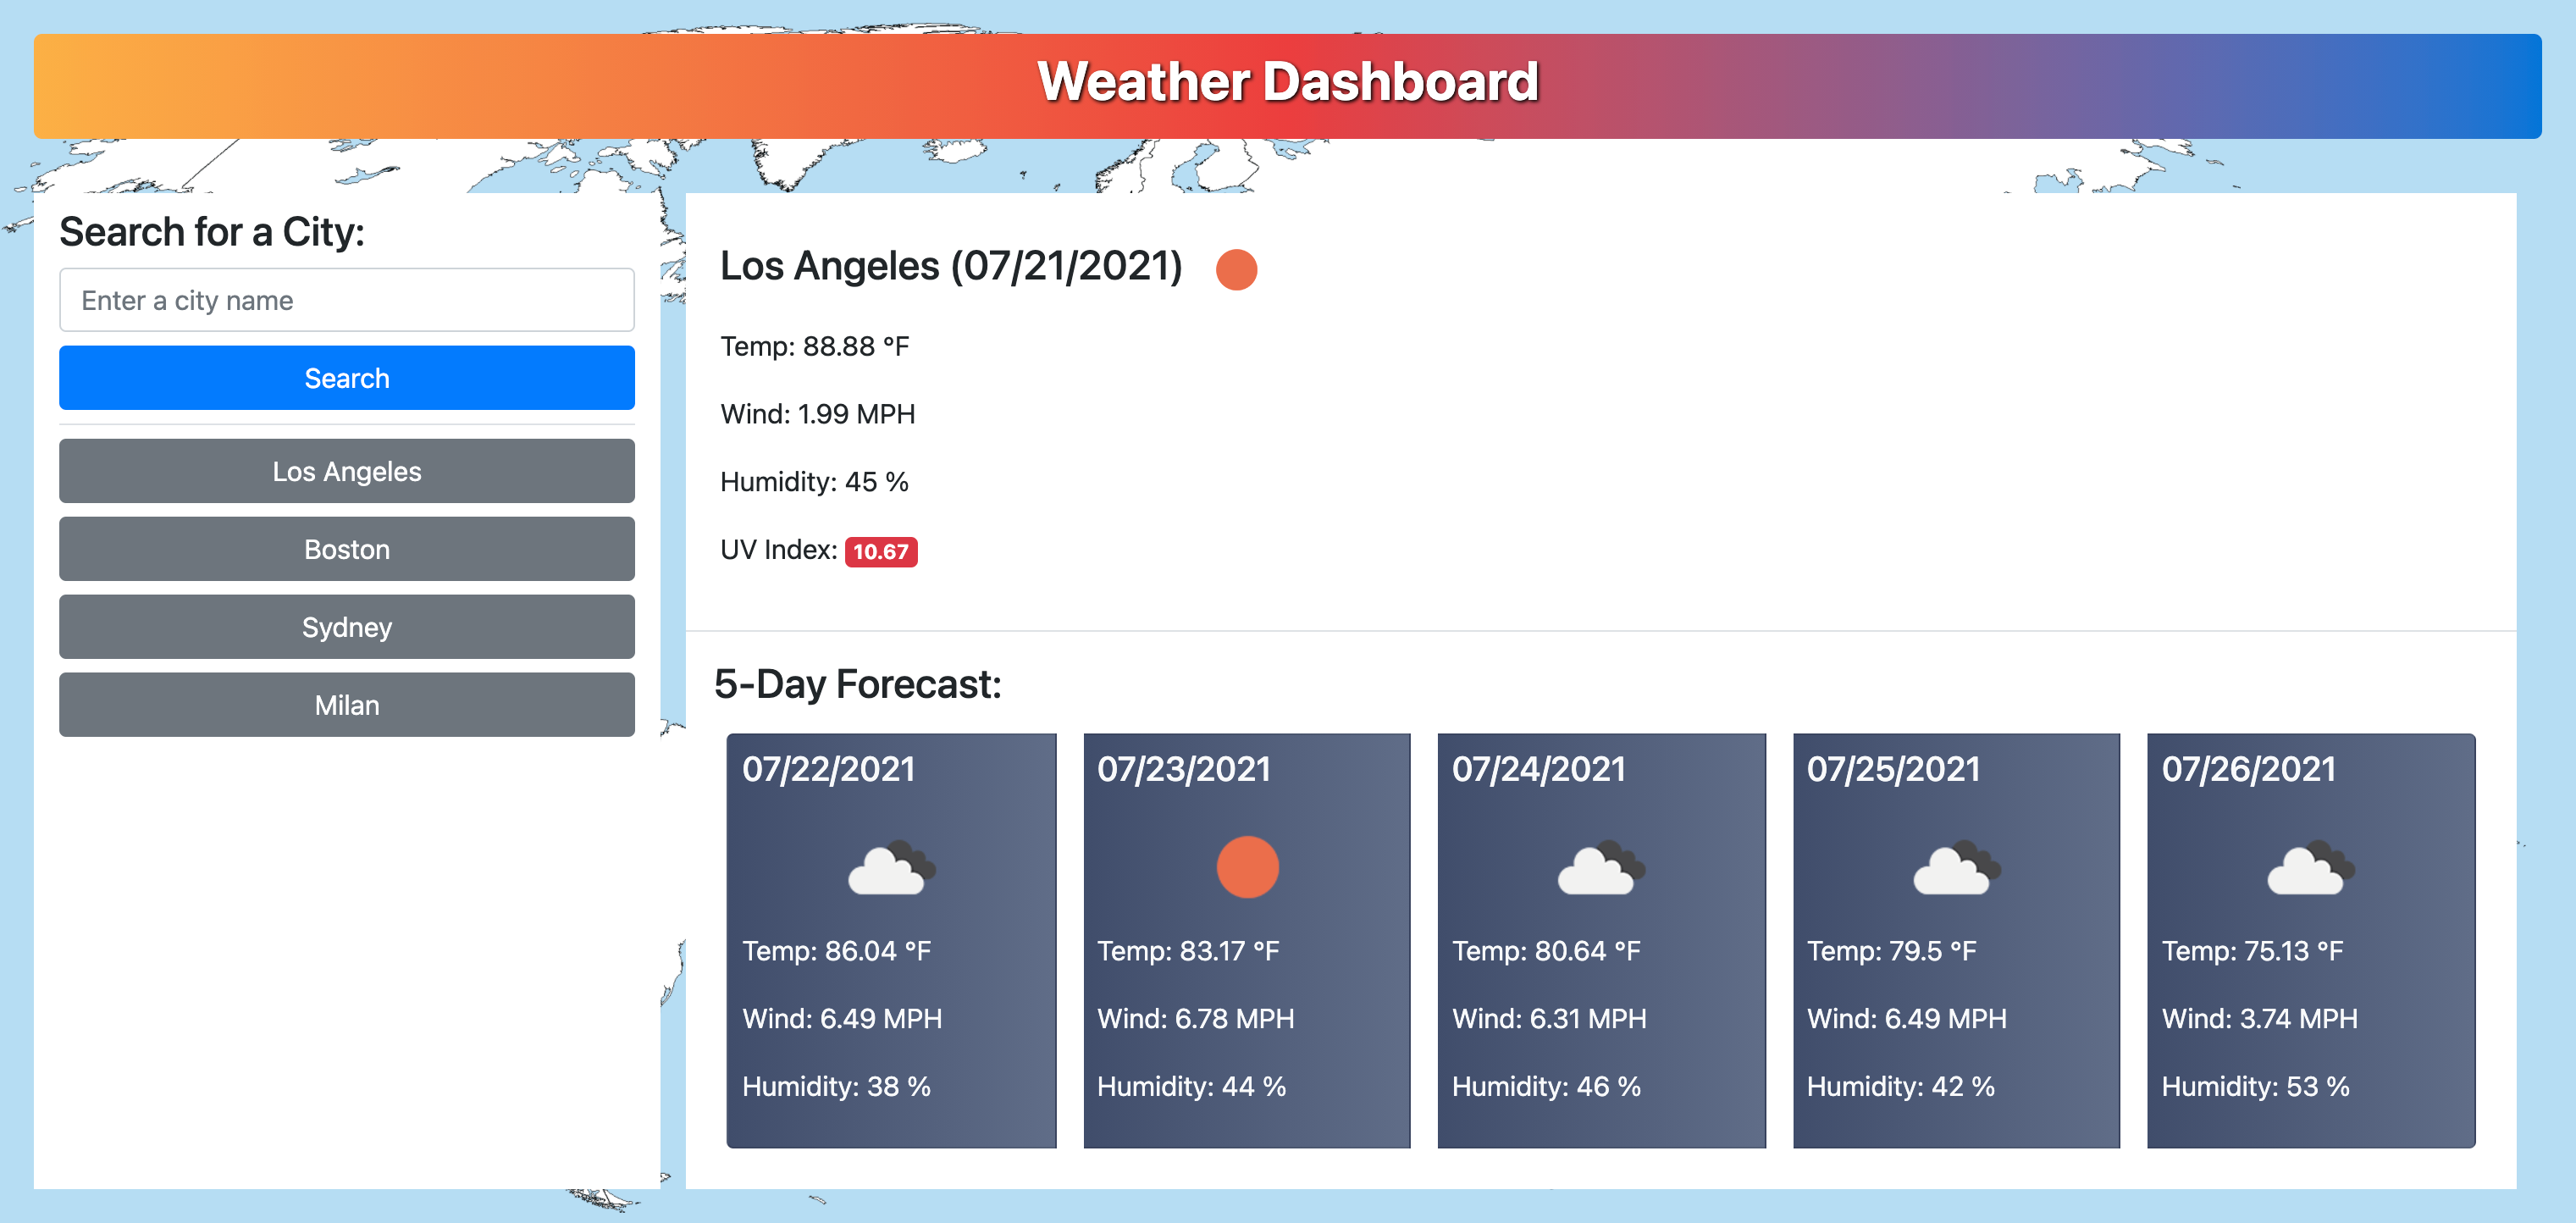 Weather Dashboard
Search for a City:
Enter a city name
Search
Los Angeles
Boston
Sydney
Milan
Los Angeles (07/21/2021)
Temp: 88.88 °F
Wind: 1.99 MPH
Humidity: 45 %
UV Index: 10.67
5-Day Forecast:
07/22/2021
Temp: 86.04 °F
Wind: 6.49 MPH
Humidity: 38 %
07/23/2021
Temp: 83.17 °F
Wind: 6.78 MPH
Humidity: 44 %
07/24/2021
Temp: 80.64 °F
Wind: 6.31 MPH
Humidity: 46 %
07/25/2021
Temp: 79.5 °F
Wind: 6.49 MPH
Humidity: 42 %
07/26/2021
Temp: 75.13 °F
Wind: 3.74 MPH
Humidity: 53 %